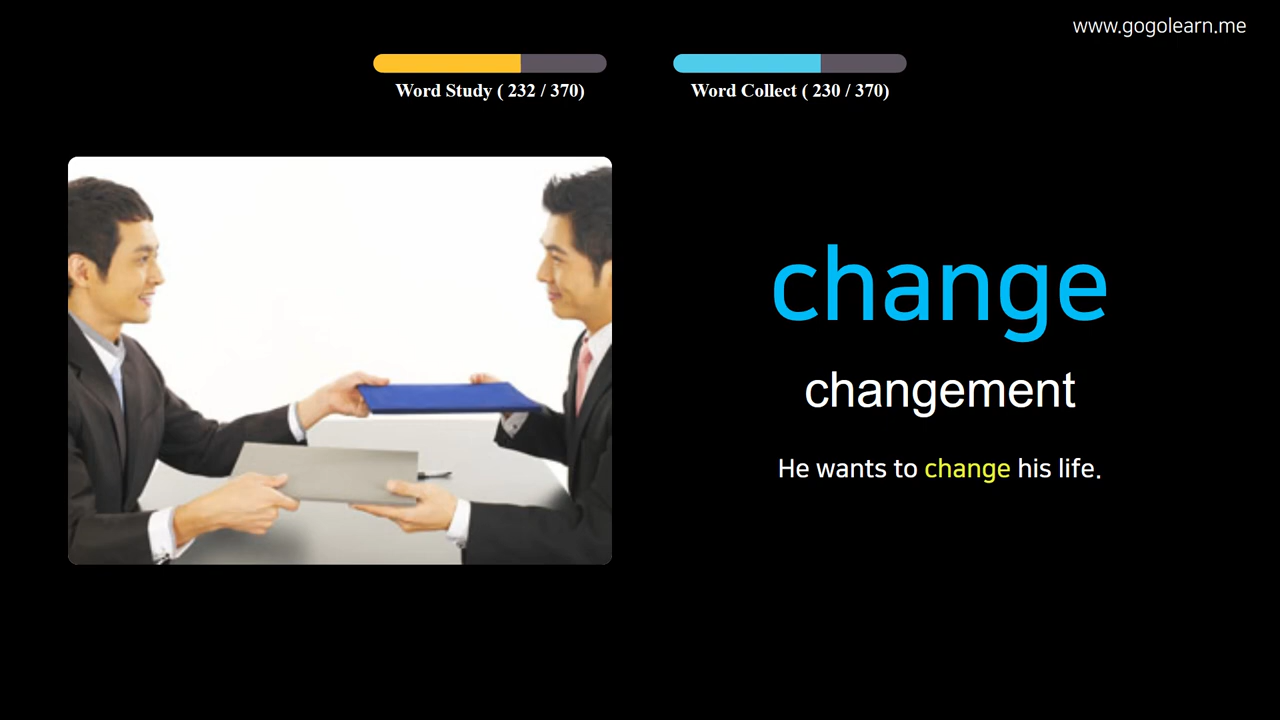 www.gogolearn.me
Word Study ( 232 / 370)
Word Collect ( 230 / 370)
change
changement
He wants to change his life.